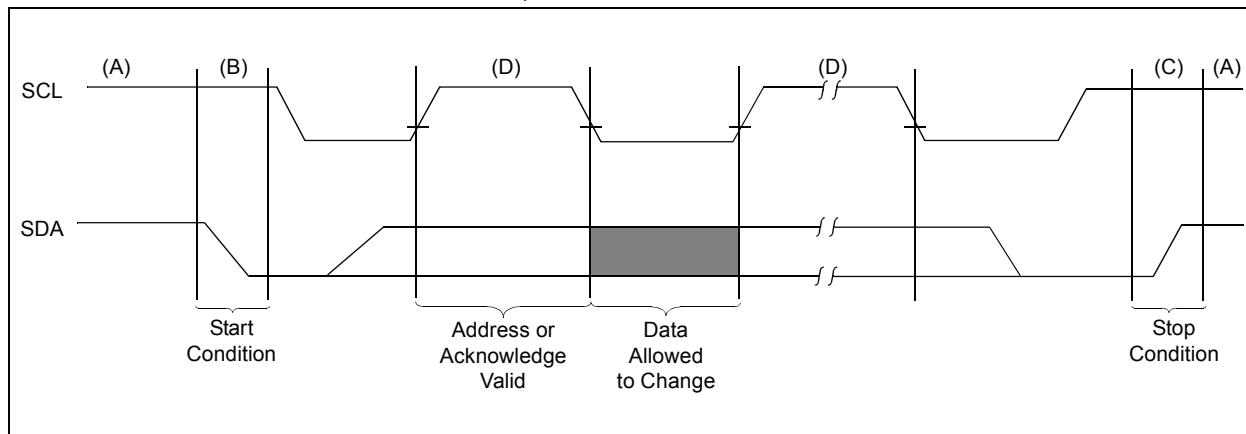 (A) (B) (D) (D) (C) (A)
SCL
SDA
Start
Condition
Address or
Acknowledge
Valid
Data
Allowed
to Change
Stop
Condition